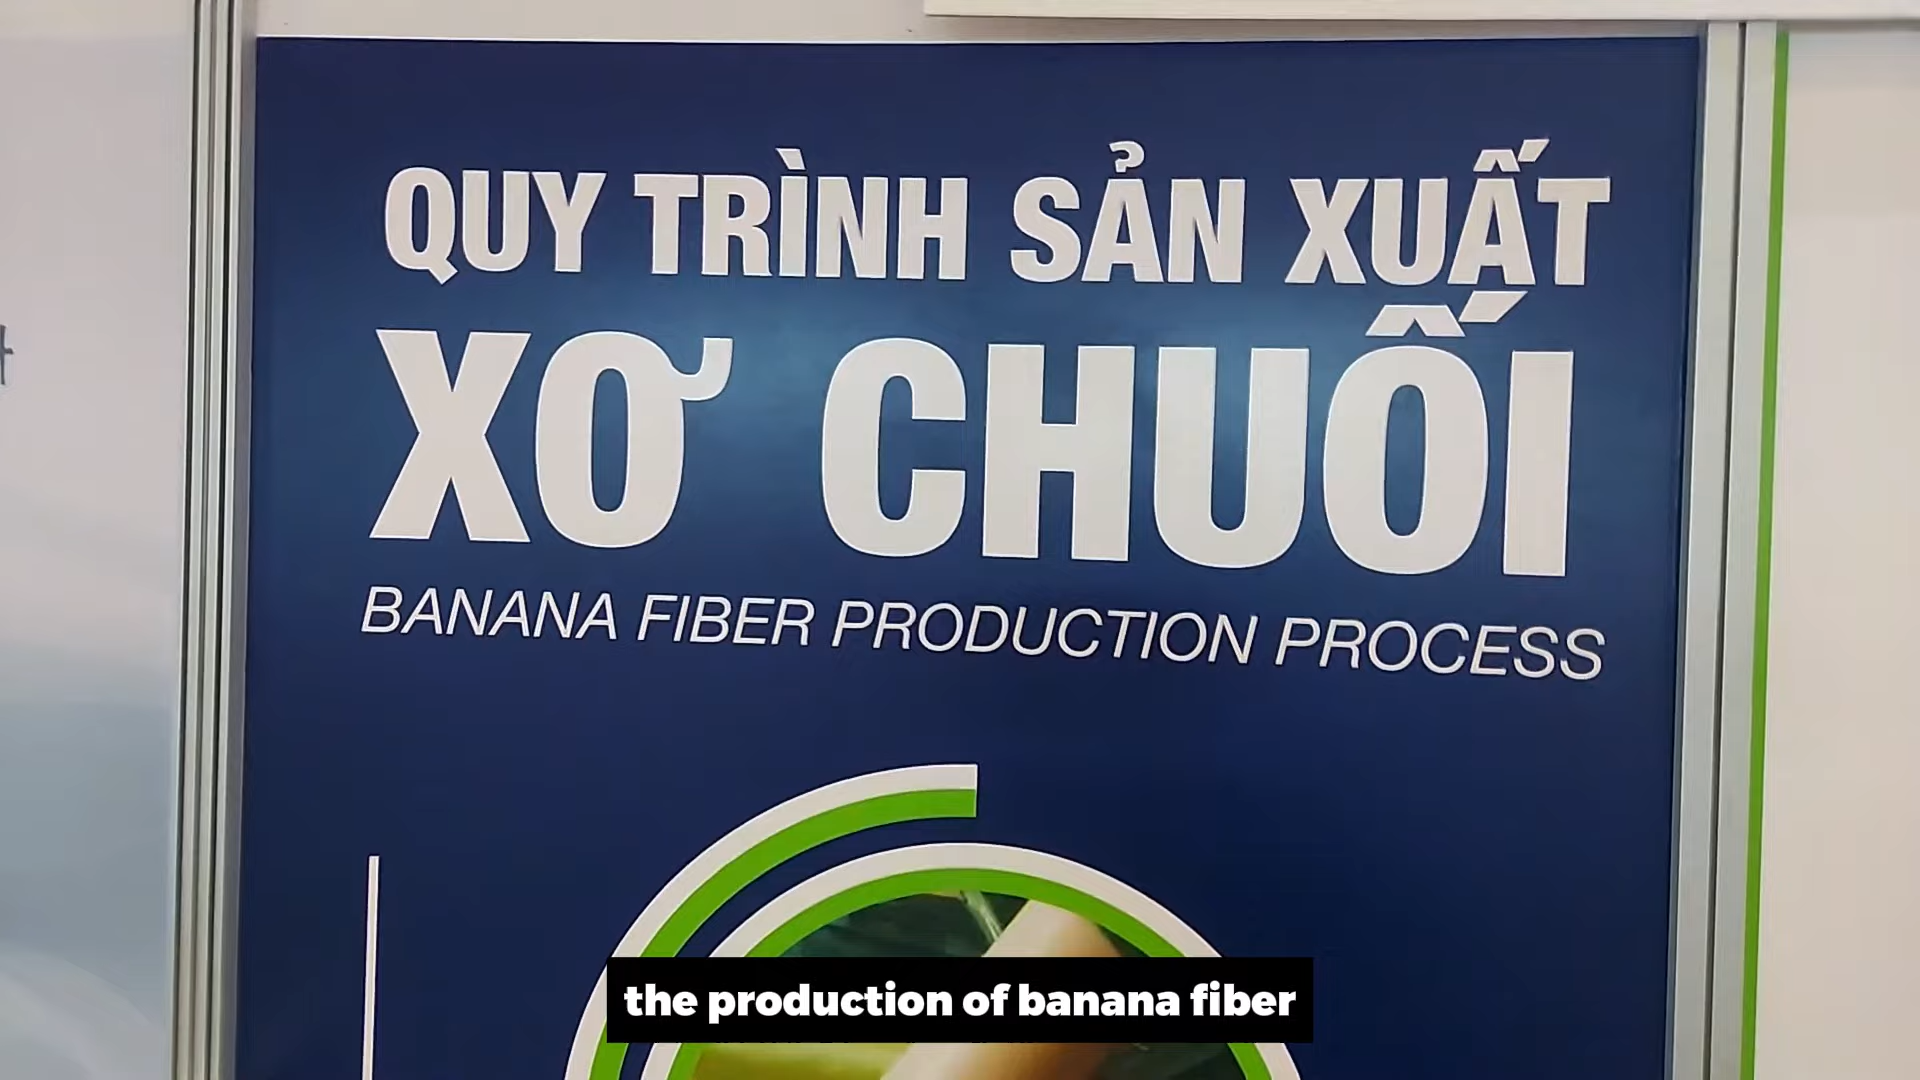 QUY TRÌNH SẢN XUẤT
XƠ CHUỐI
BANANA FIBER PRODUCTION PROCESS
the production of banana fiber